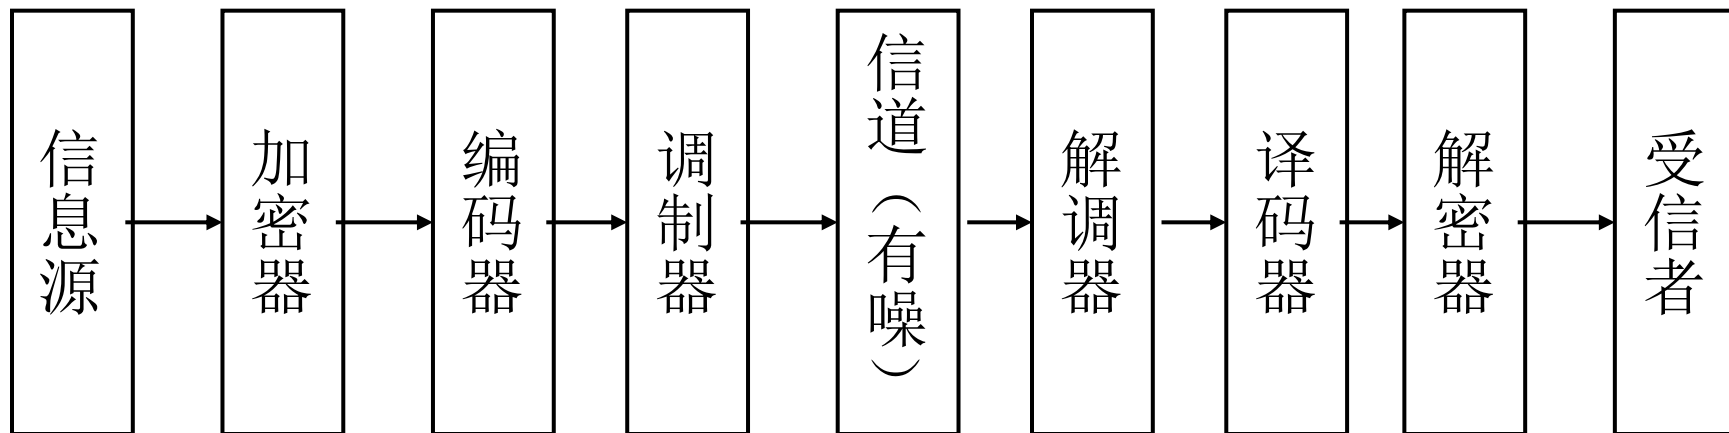 信息源
加密器
编码器
调制器
信道（有噪）
解调器
译码器
解密器
受信者